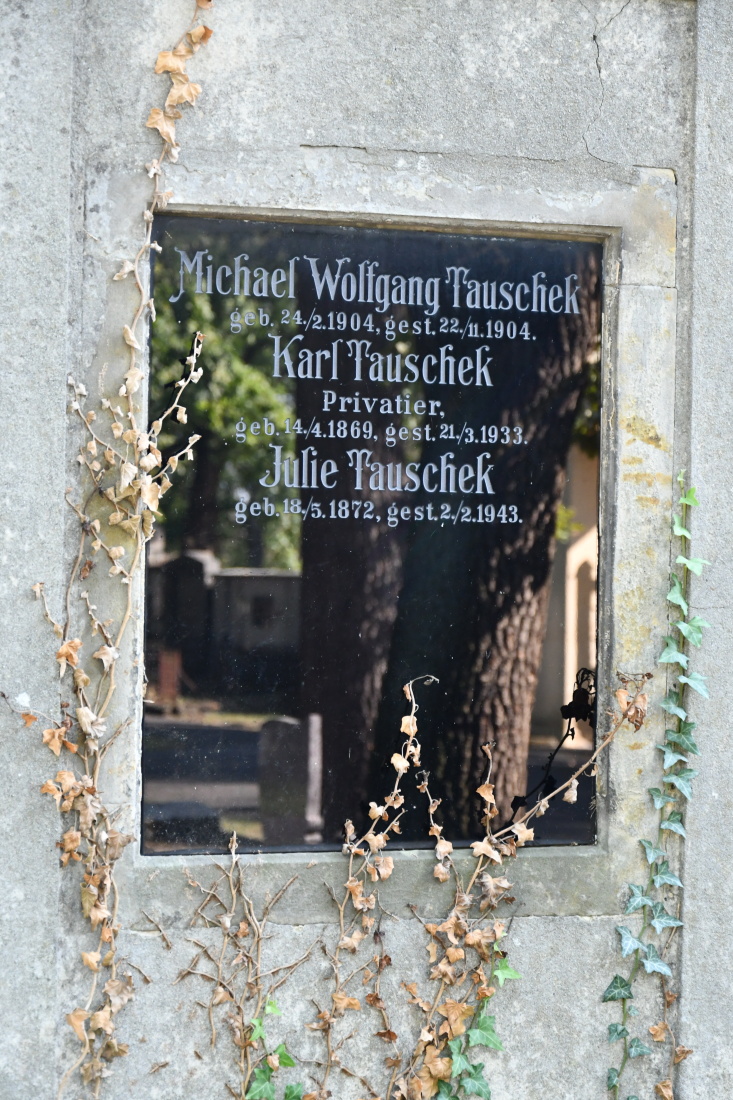 Michael Wolfgang Tauschek
geb. 24./2.1904, gest. 22./11.1904.
Karl Tauschek
Privatier,
geb. 14./4.1869, gest. 21./3.1933.
Julie Tauschek
geb. 18./5.1872, gest. 2./2.1943.